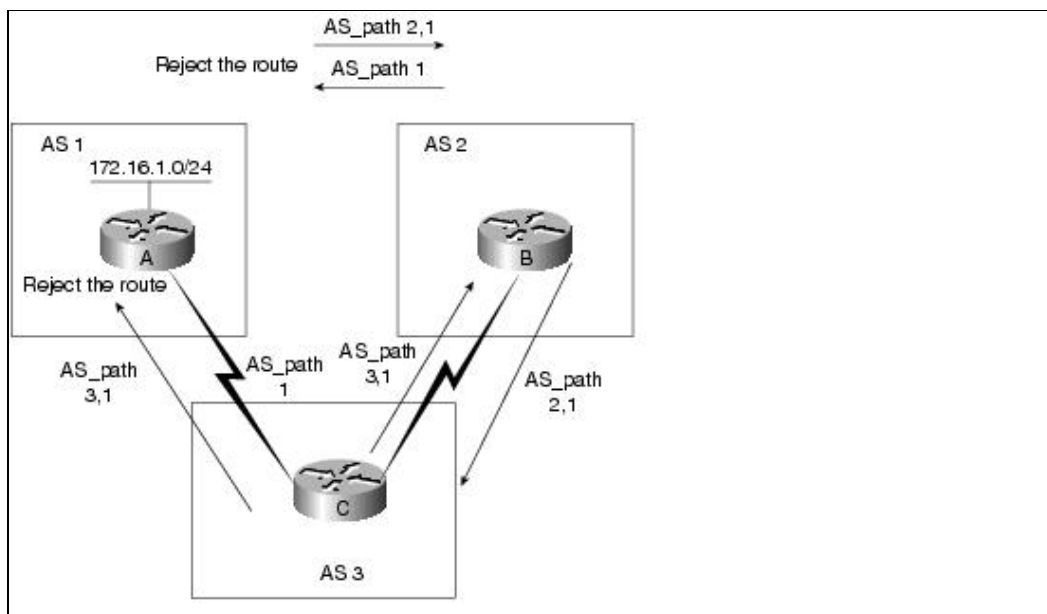 AS_path 2,1
Reject the route
AS_path 1
AS 1
172.16.1.0/24
A
Reject the route
AS 2
B
AS_path
3,1
AS_path
1
AS_path
3,1
AS_path
2,1
C
AS 3